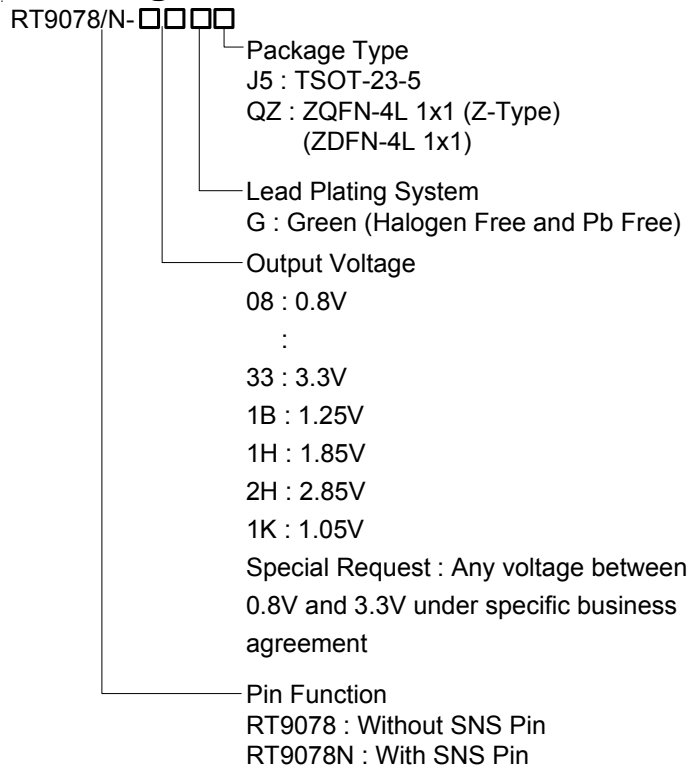 RT9078/N-
Package Type
J5 : TSOT-23-5
QZ : ZQFN-4L 1x1 (Z-Type)
(ZDFN-4L 1x1)
Lead Plating System
G : Green (Halogen Free and Pb Free)
Output Voltage
08 : 0.8V
:
33 : 3.3V
1B : 1.25V
1H : 1.85V
2H : 2.85V
1K : 1.05V
Special Request : Any voltage between
0.8V and 3.3V under specific business
agreement
Pin Function
RT9078 : Without SNS Pin
RT9078N : With SNS Pin